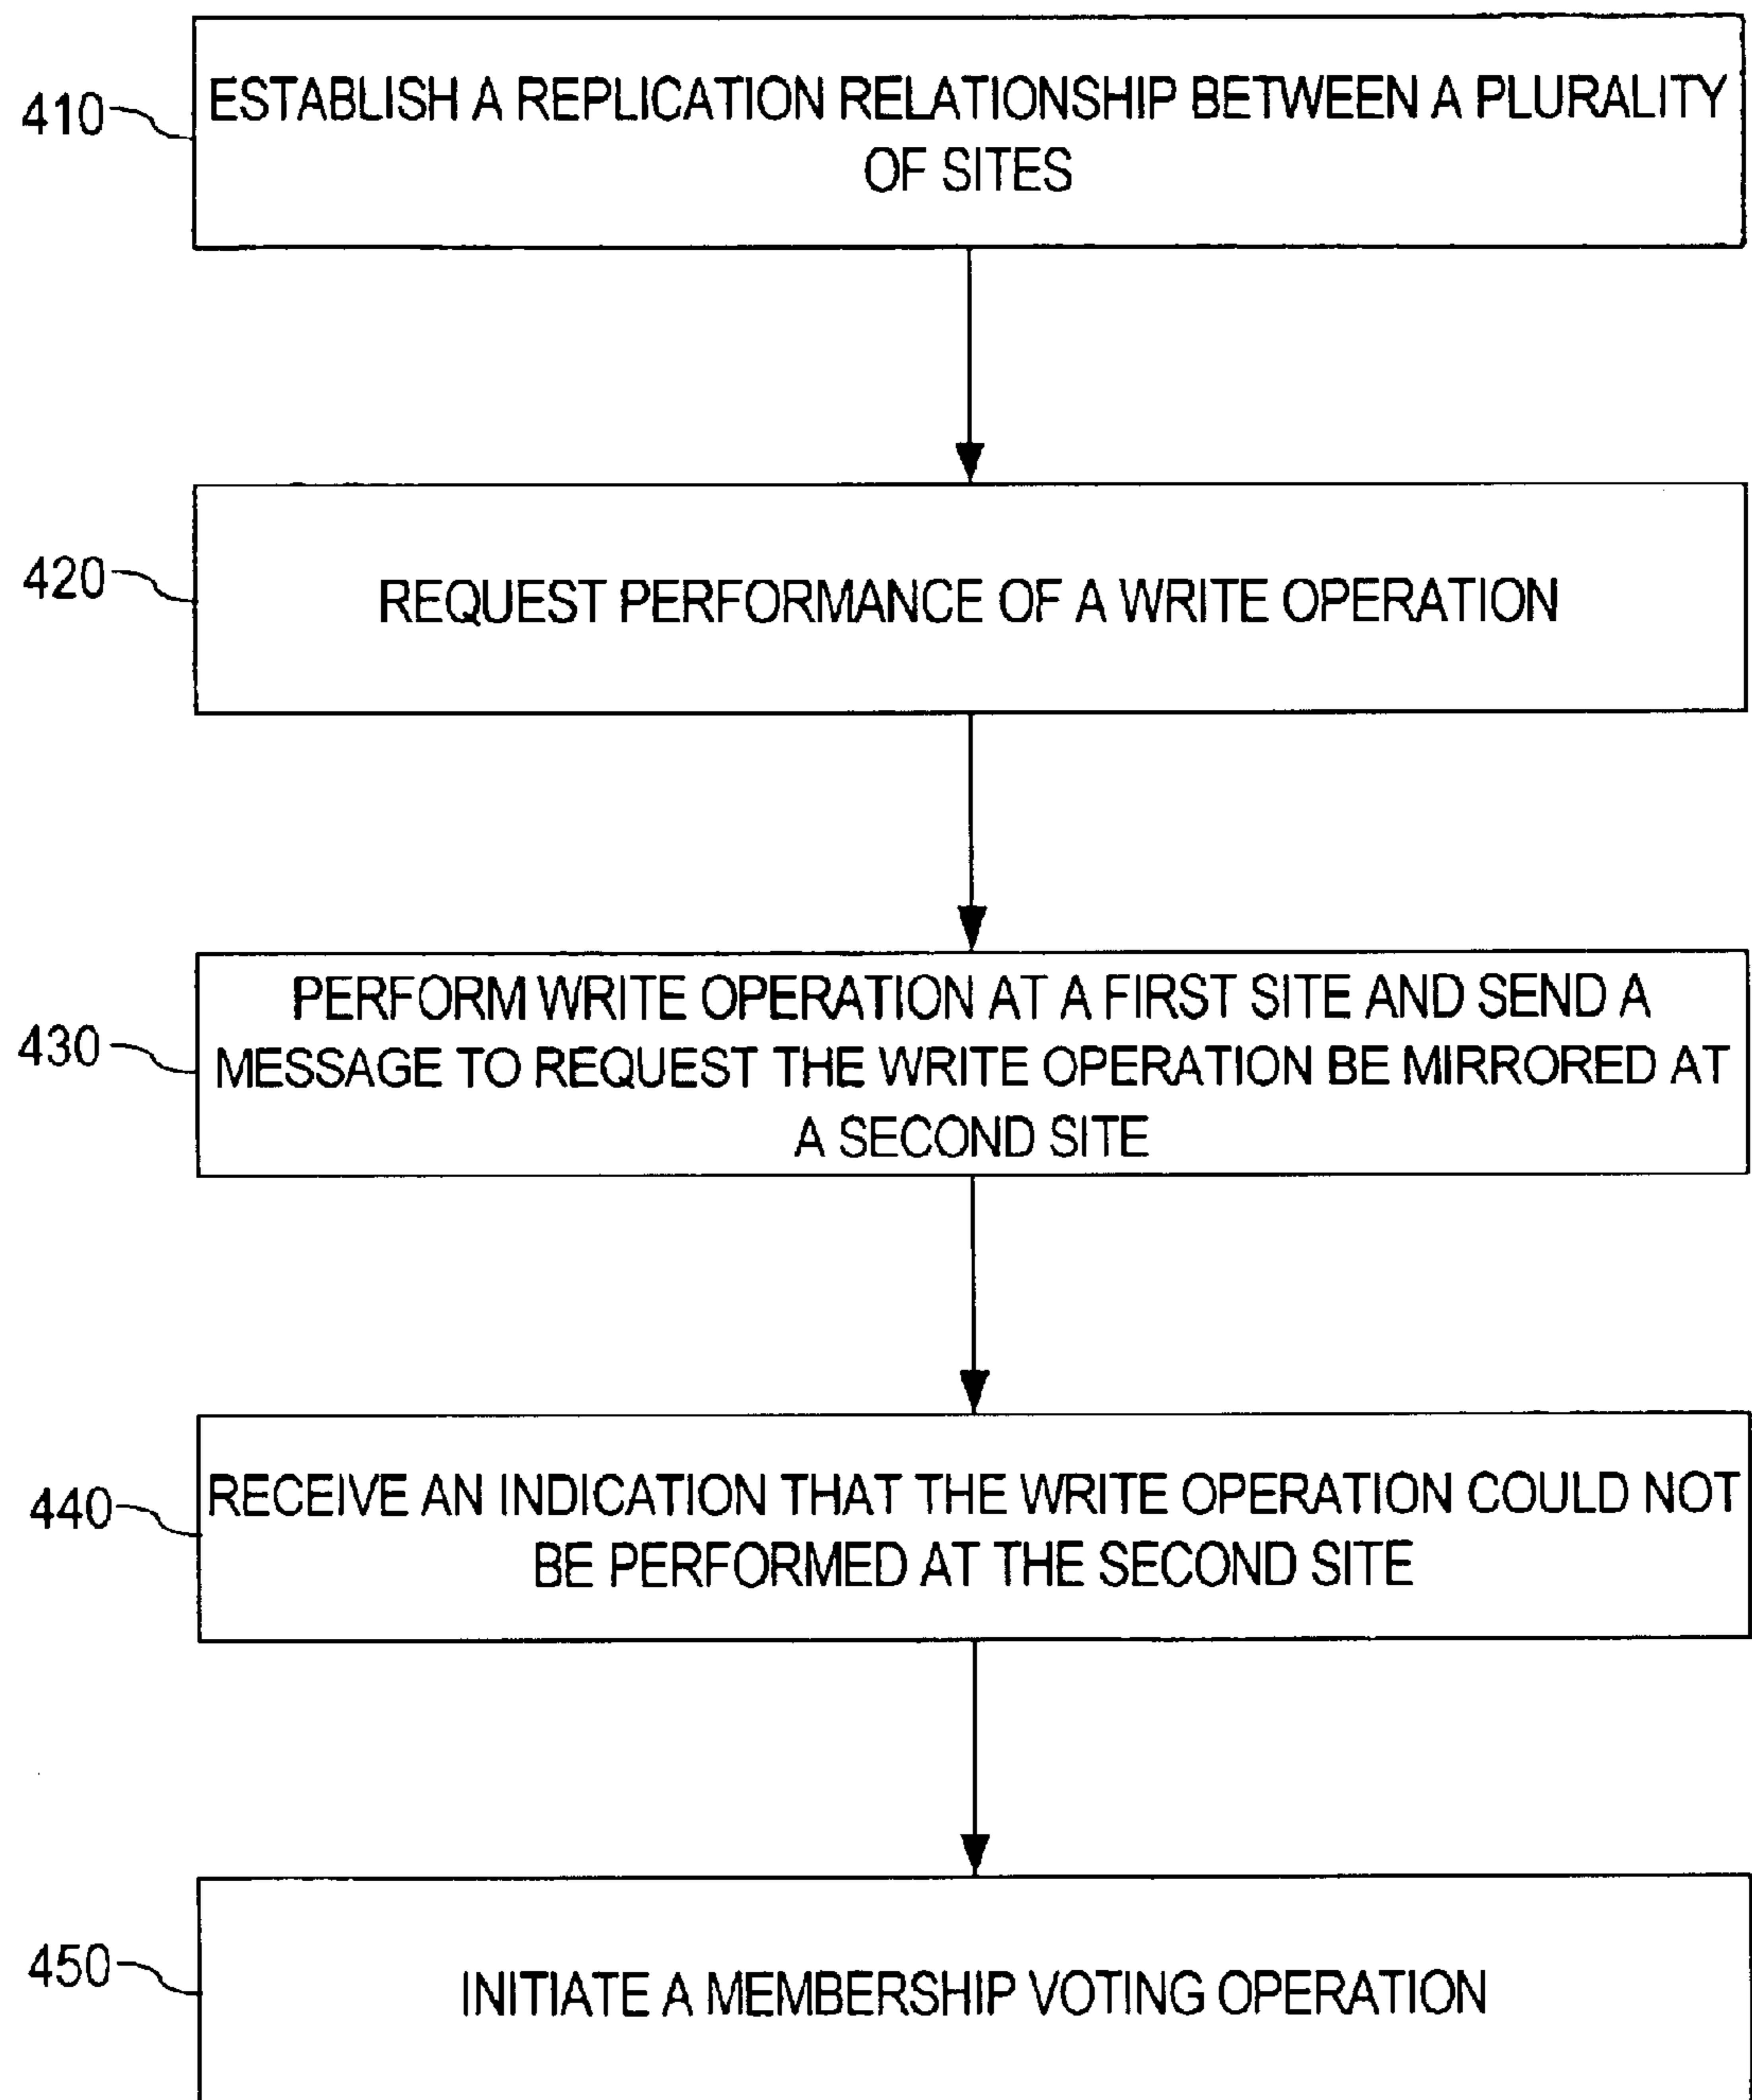 410
ESTABLISH A REPLICATION RELATIONSHIP BETWEEN A PLURALITY
OF SITES
420
REQUEST PERFORMANCE OF A WRITE OPERATION
430
PERFORM WRITE OPERATION AT A FIRST SITE AND SEND A
MESSAGE TO REQUEST THE WRITE OPERATION BE MIRRORED AT
A SECOND SITE
440
RECEIVE AN INDICATION THAT THE WRITE OPERATION COULD NOT
BE PERFORMED AT THE SECOND SITE
450
INITIATE A MEMBERSHIP VOTING OPERATION